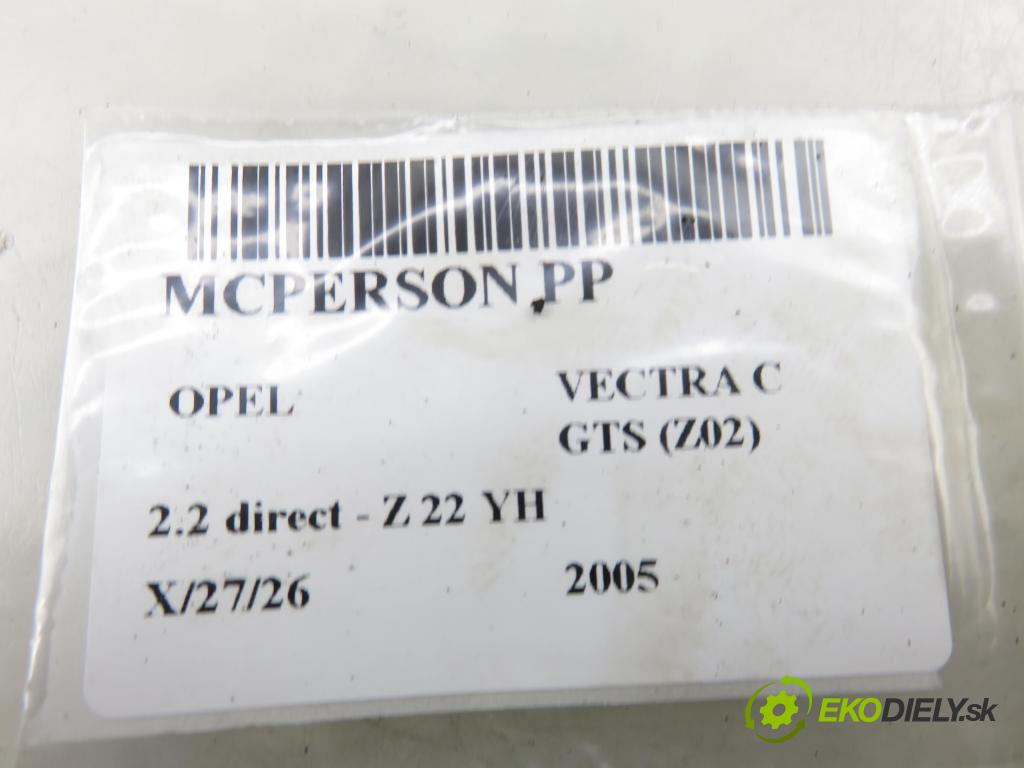 MCPERSON PP
OPEL
VECTRA C
GTS (Z02)
2.2 direct - Z 22 YH
X/27/26
2005
EKODIELY.sk